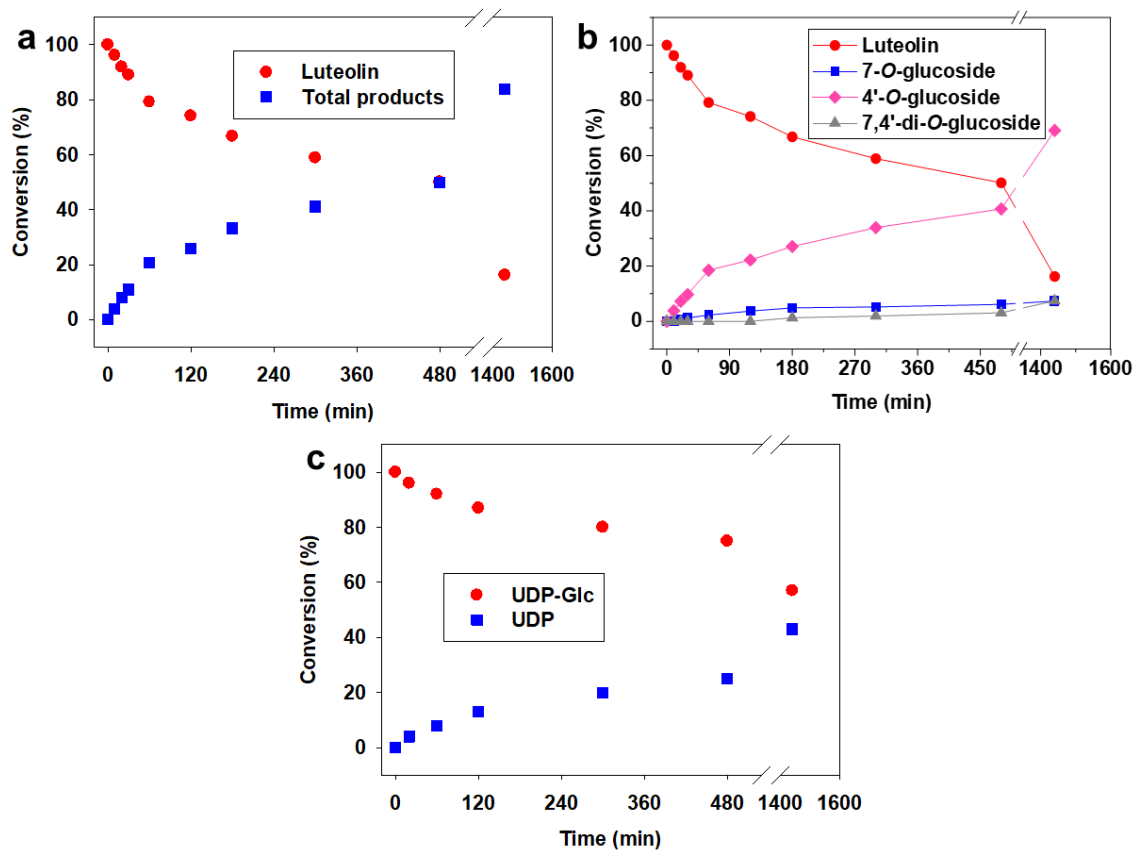 a
Conversion (%)
100
80
60
40
20
0
Luteolin
Total products
0 120 240 360 480 1400 1600
Time (min)
b
Conversion (%)
100
80
60
40
20
0
Luteolin
7-O-glucoside
4'-O-glucoside
7,4'-di-O-glucoside
0 90 180 270 360 450 1400 1600
Time (min)
c
Conversion (%)
100
80
60
40
20
0
UDP-Glc
UDP
0 120 240 360 480 1400 1600
Time (min)